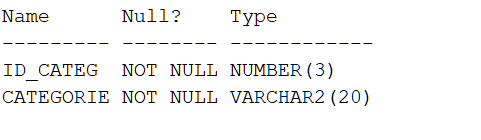 Name      Null?    Type
--------- -------- ------------
ID_CATEG  NOT NULL NUMBER(3)
CATEGORIE NOT NULL VARCHAR2(20)